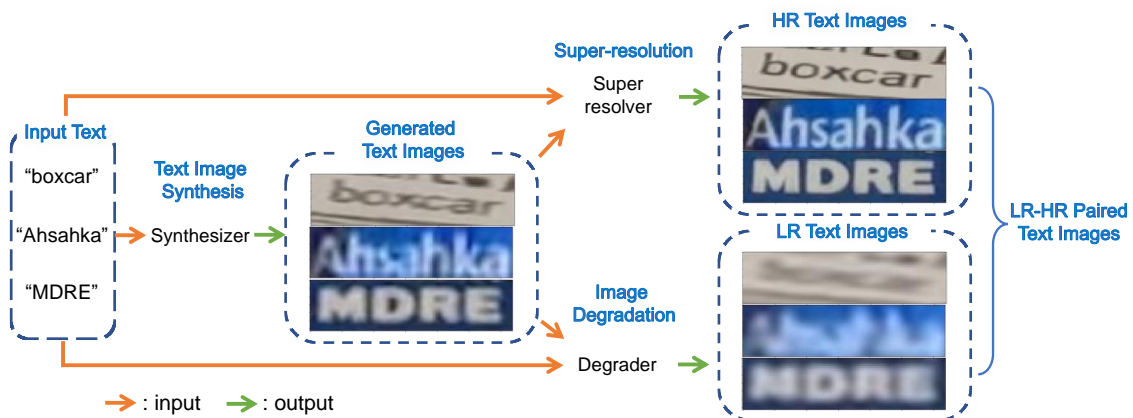 HR Text Images
Super-resolution
boxcar
Super
resolver
Input Text
Generated
Text Images
Ahsahka
"boxcar"
Text Image
Synthesis
MDRE
boxcar
LR-HR Paired
Text Images
"Ahsahka"
Synthesizer
Ahsahka
LR Text Images
"MDRE"
MDRE
Image
Degradation
Ahsahka
Degrader
MDRE
: input
: output